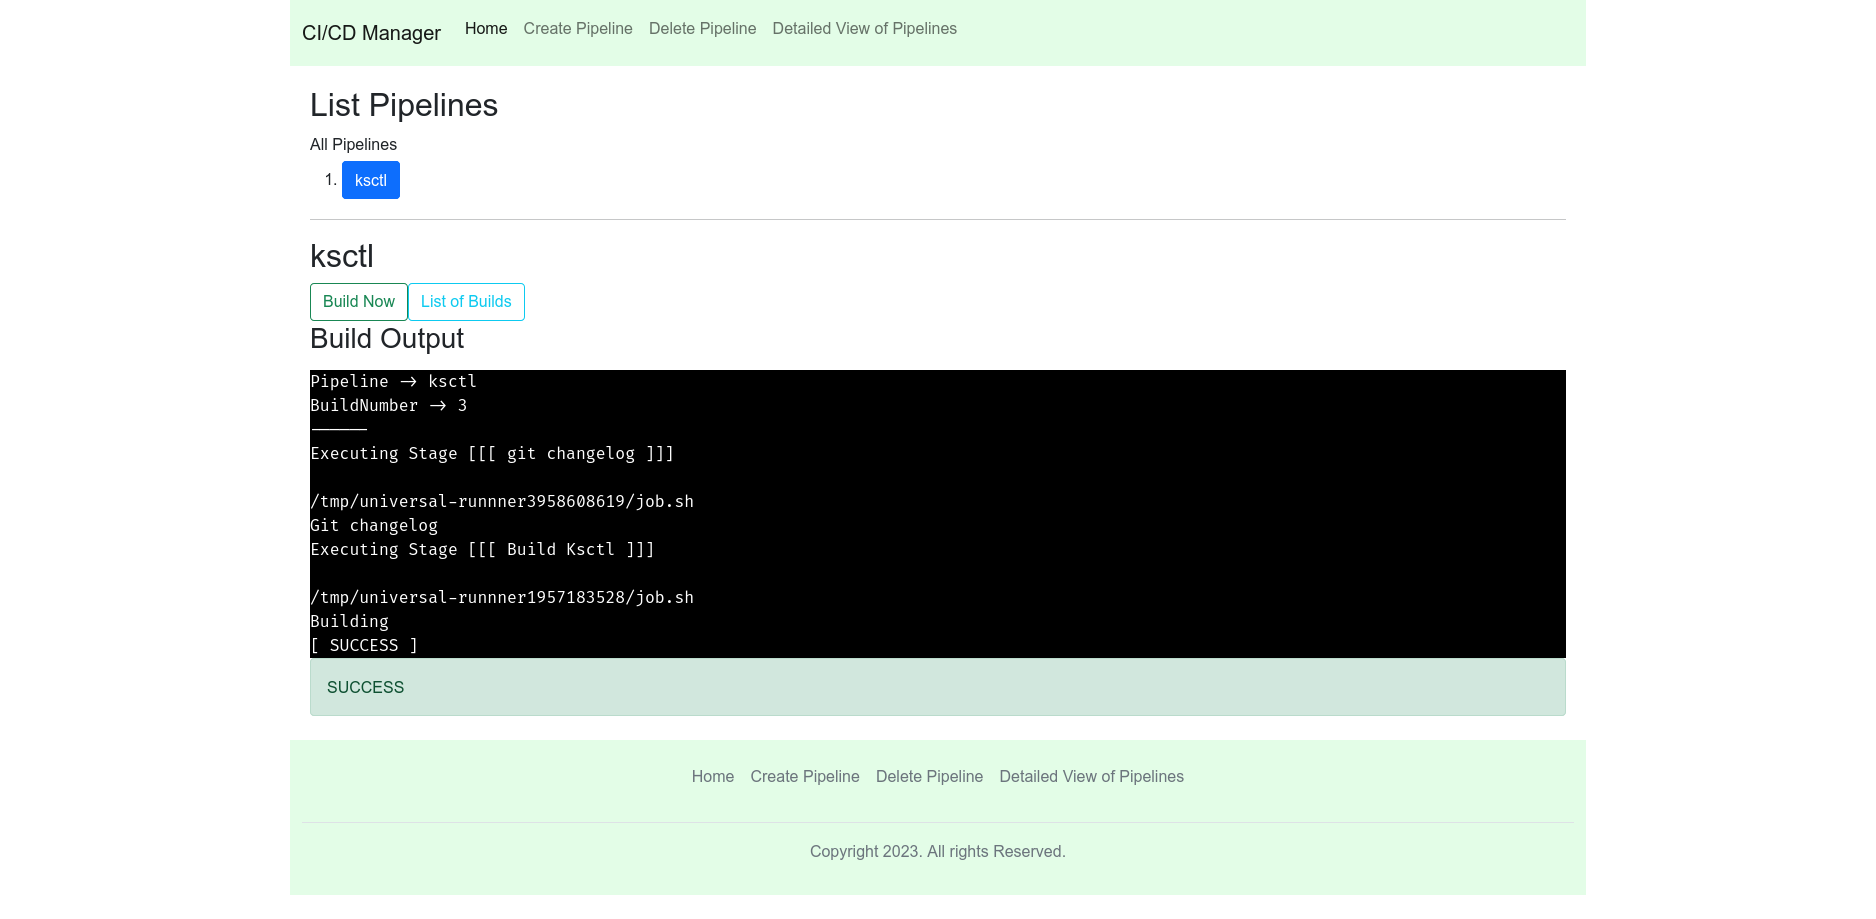 CI/CD Manager Home Create Pipeline Delete Pipeline Detailed View of Pipelines
List Pipelines
All Pipelines
1. ksctl
ksctl
Build Now List of Builds
Build Output
Pipeline -> ksctl
BuildNumber -> 3
------
Executing Stage [[[ git changelog ]]]
/tmp/universal-runnner3958608619/job.sh
Git changelog
Executing Stage [[[ Build Ksctl ]]]
/tmp/universal-runnner1957183528/job.sh
Building
[ SUCCESS ]
SUCCESS
Home Create Pipeline Delete Pipeline Detailed View of Pipelines
Copyright 2023. All rights Reserved.